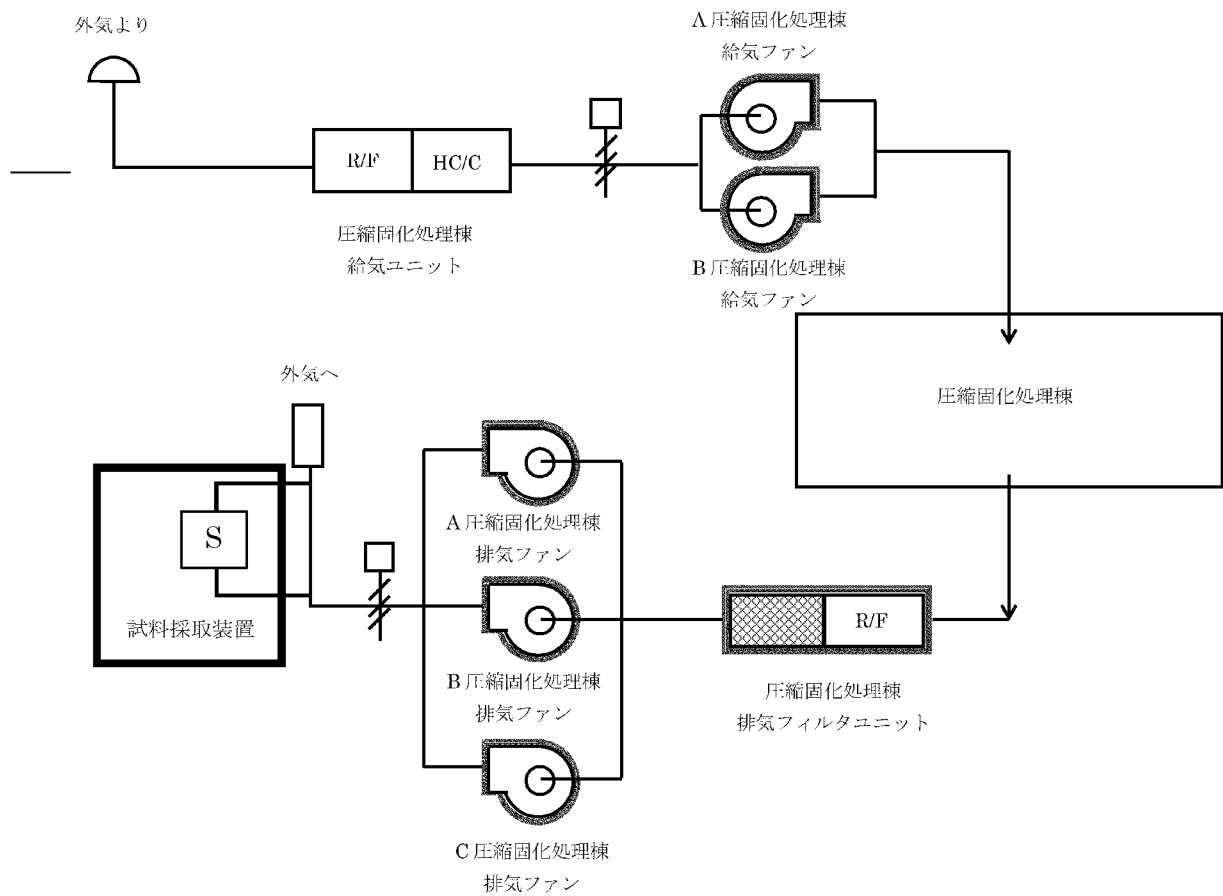 外気より
A 圧縮固化処理棟
給気ファン
R/F
HC/C
圧縮固化処理棟
給気ユニット
B 圧縮固化処理棟
給気ファン
圧縮固化処理棟
外気へ
S
試料採取装置
A 圧縮固化処理棟
排気ファン
B 圧縮固化処理棟
排気ファン
R/F
圧縮固化処理棟
排気フィルタユニット
C 圧縮固化処理棟
排気ファン